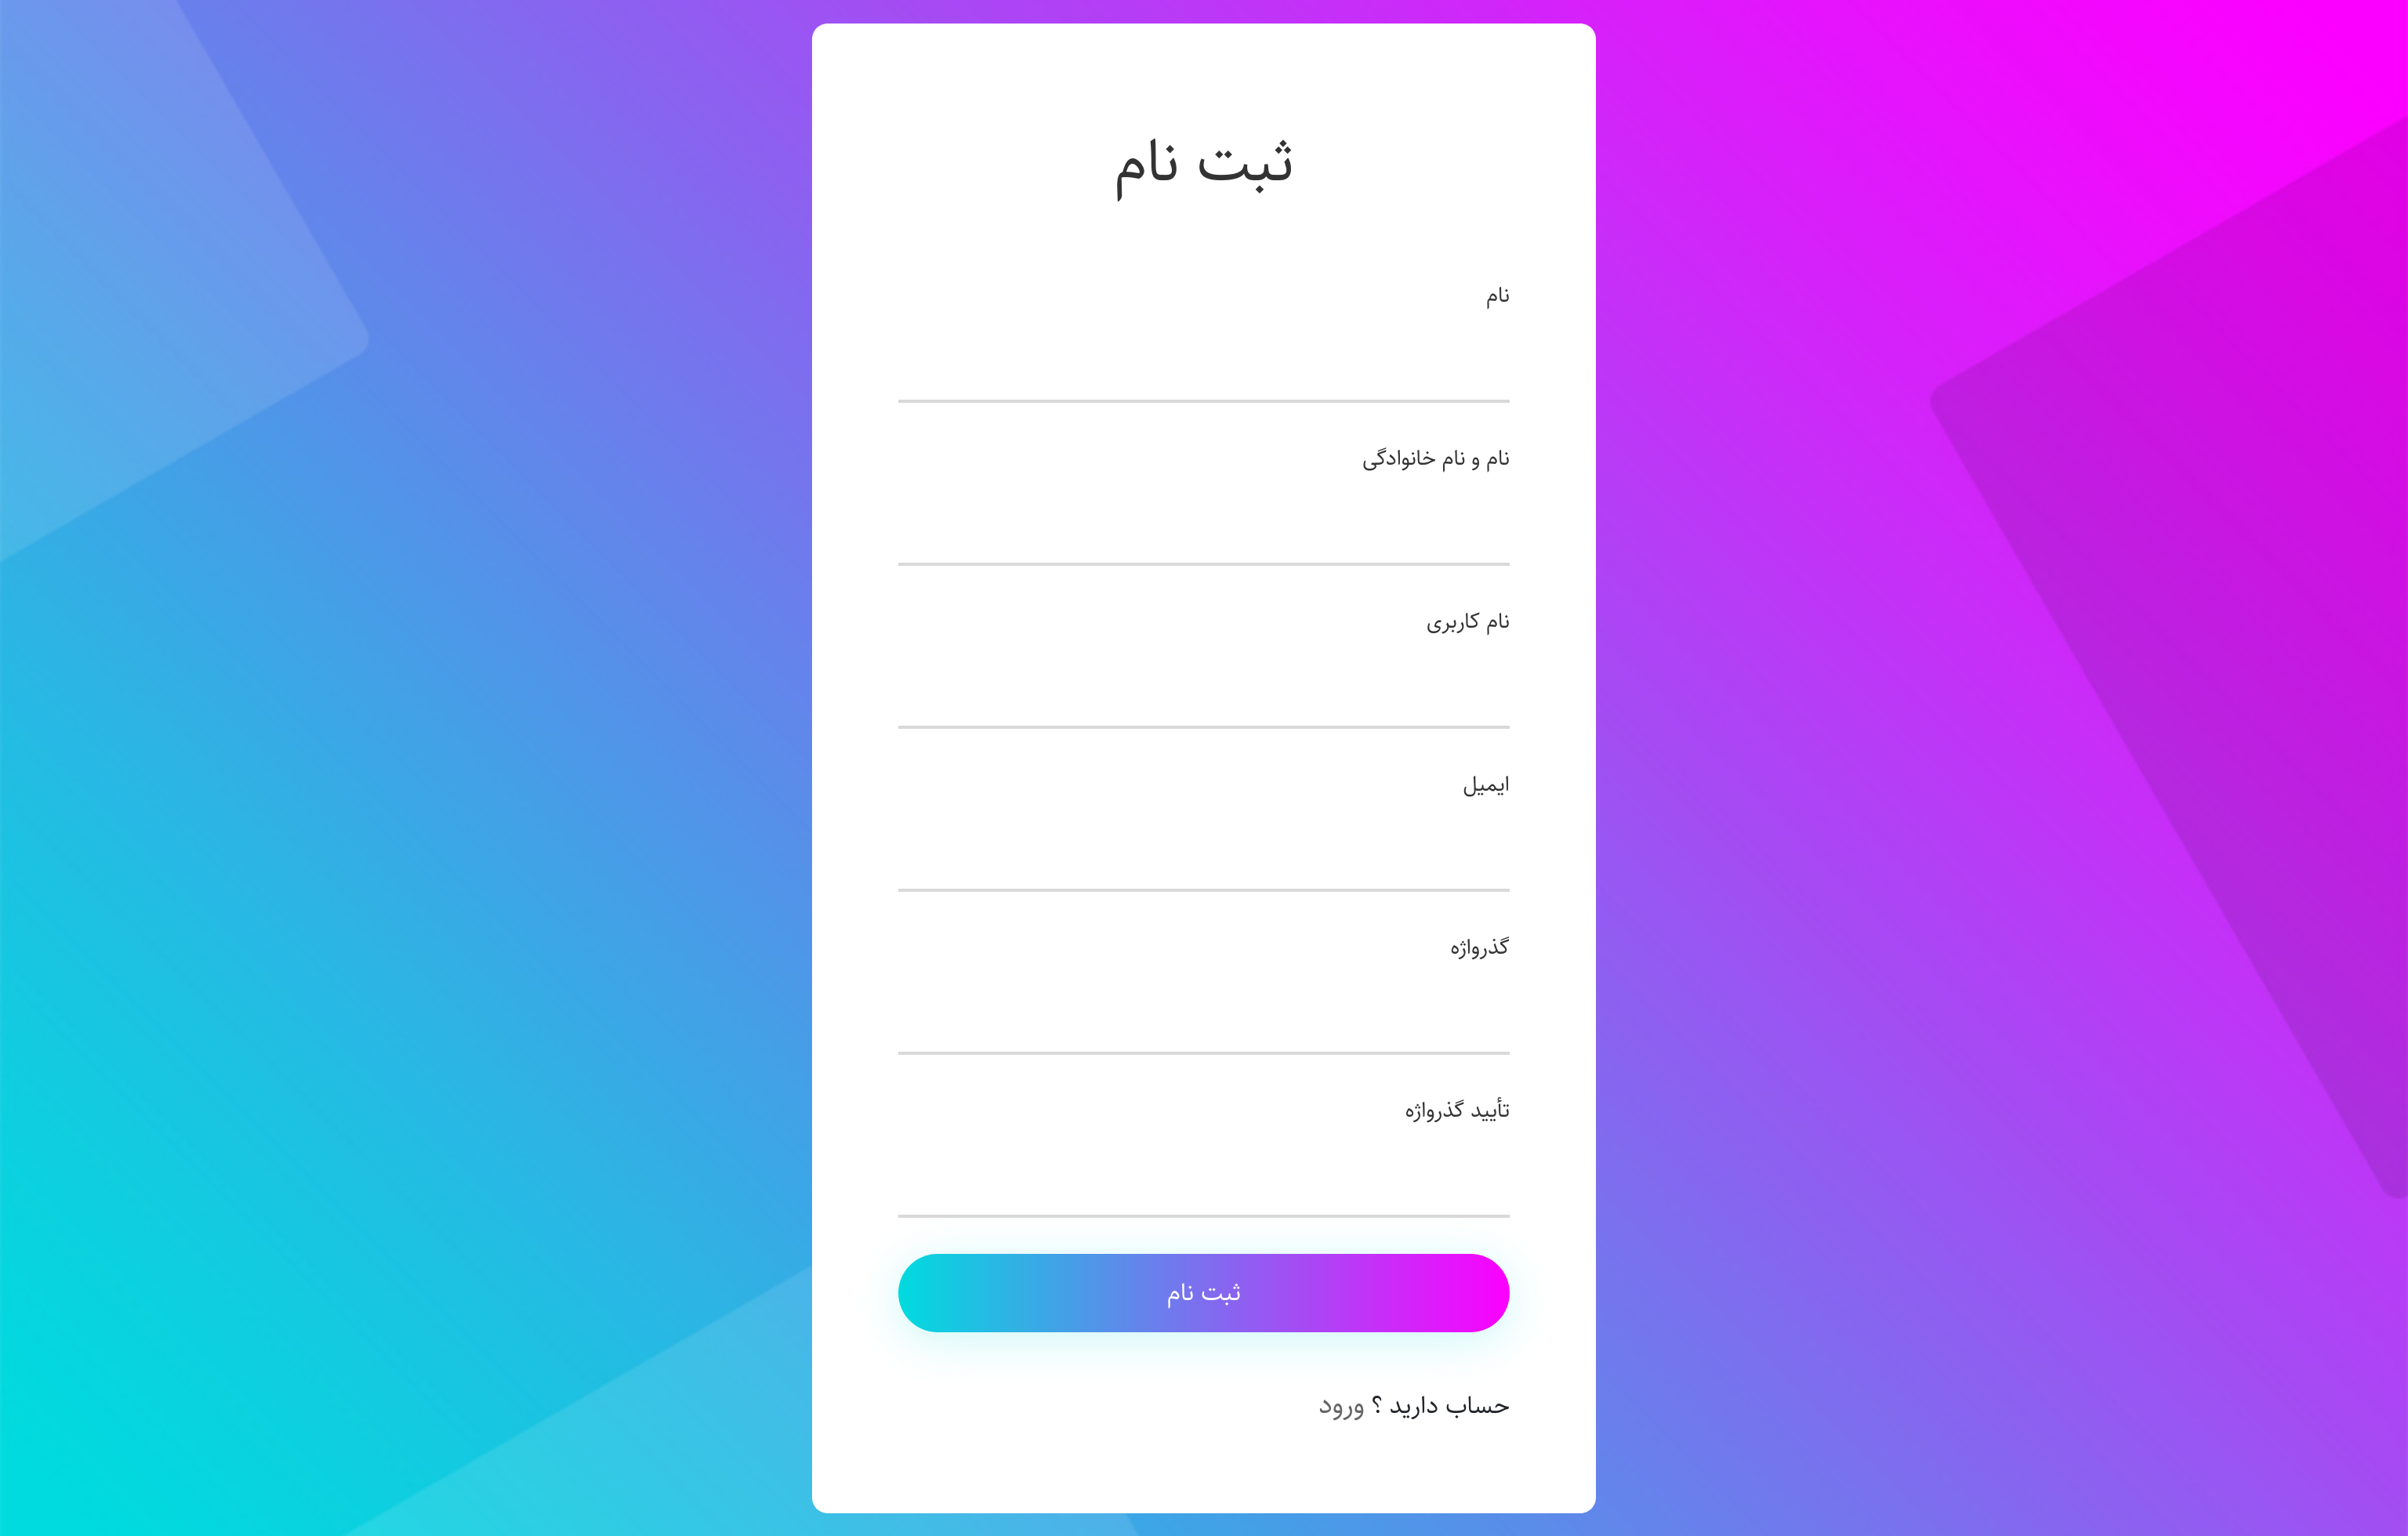 ثبت نام
نام
نام و نام خانوادگی
نام کاربری
ایمیل
گذرواژه
تأیید گذرواژه
ثبت نام
حساب دارید ؟ ورود